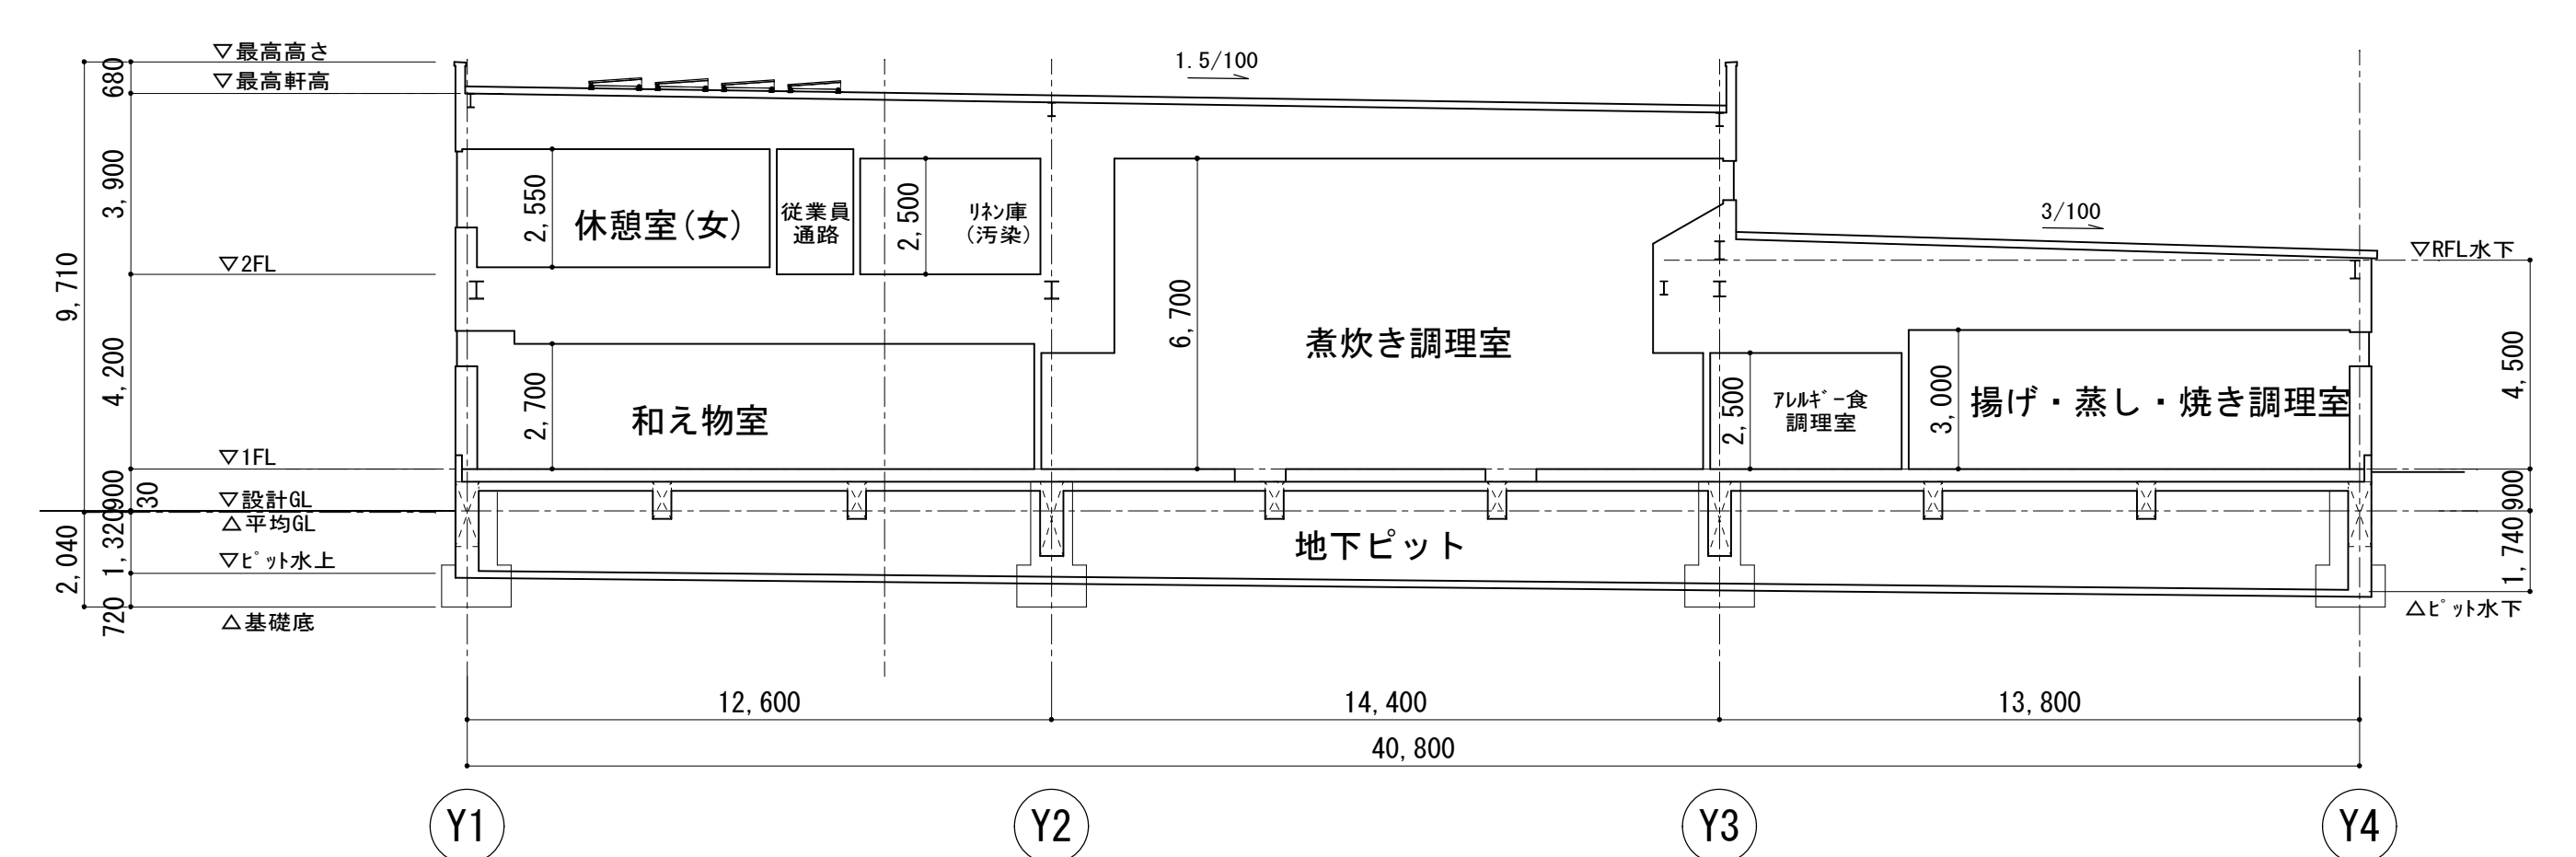 ▽最高高さ
▽最高軒高
▽2FL
▽1FL
▽設計GL
△平均GL
▽ﾋﾟｯﾄ水上
△基礎底
680
3,900
4,200
900
30
1,320
720
9,710
2,040
1.5/100
3/100
2,550
休憩室(女)
従業員
通路
2,500
ﾘﾈﾝ庫
(汚染)
2,700
和え物室
6,700
煮炊き調理室
2,500
ｱﾚﾙｷﾞｰ食
調理室
3,000
揚げ・蒸し・焼き調理室
地下ピット
▽RFL水下
4,500
900
1,740
△ﾋﾟｯﾄ水下
12,600
14,400
13,800
40,800
Y1
Y2
Y3
Y4